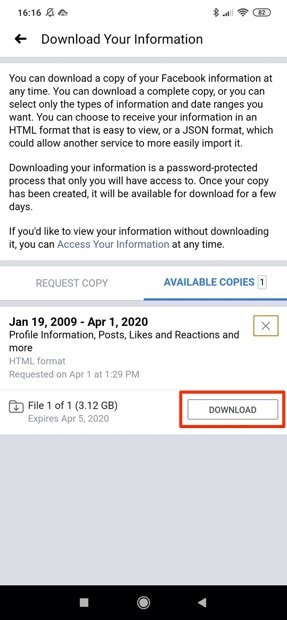 16:16 82
Download Your Information
You can download a copy of your Facebook information at
any time. You can download a complete copy, or you can
select only the types of information and date ranges you
want. You can choose to receive your information in an
HTML format that is easy to view, or a JSON format, which
could allow another service to more easily import it.
Downloading your information is a password-protected
process that only you will have access to. Once your copy
has been created, it will be available for download for a few
days.
If you'd like to view your information without downloading
it, you can Access Your Information at any time.
REQUEST COPY AVAILABLE COPIES 1
Jan 19, 2009 - Apr 1, 2020
Profile Information, Posts, Likes and Reactions and
more
HTML format
Requested on Apr 1 at 1:29 PM
File 1 of 1 (3.12 GB)
Expires Apr 5, 2020
DOWNLOAD